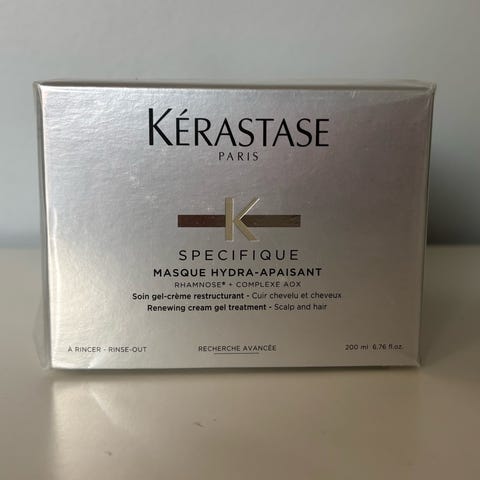 KÉRASTASE
PARIS
K
SPECIFIQUE
MASQUE HYDRA-APAISANT
RHAMNOSE® + COMPLEXE AOX
Soin gel-crème restructurant - Cuir chevelu et cheveux
Renewing cream gel treatment - Scalp and hair
À RINCER - RINSE-OUT RECHERCHE AVANCÉE 200 ml 6.76 fl.oz.